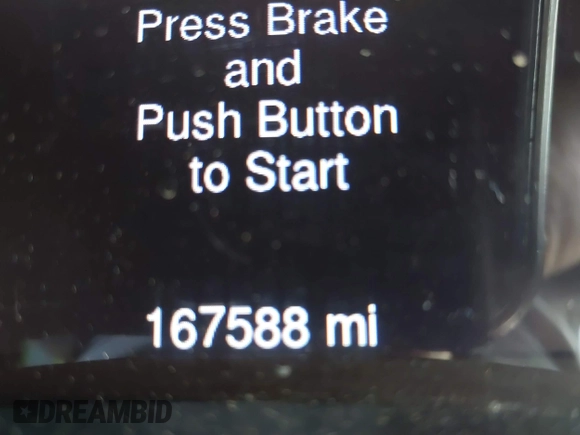 Press Brake
and
Push Button
to Start
167588 mi
DREAMBID